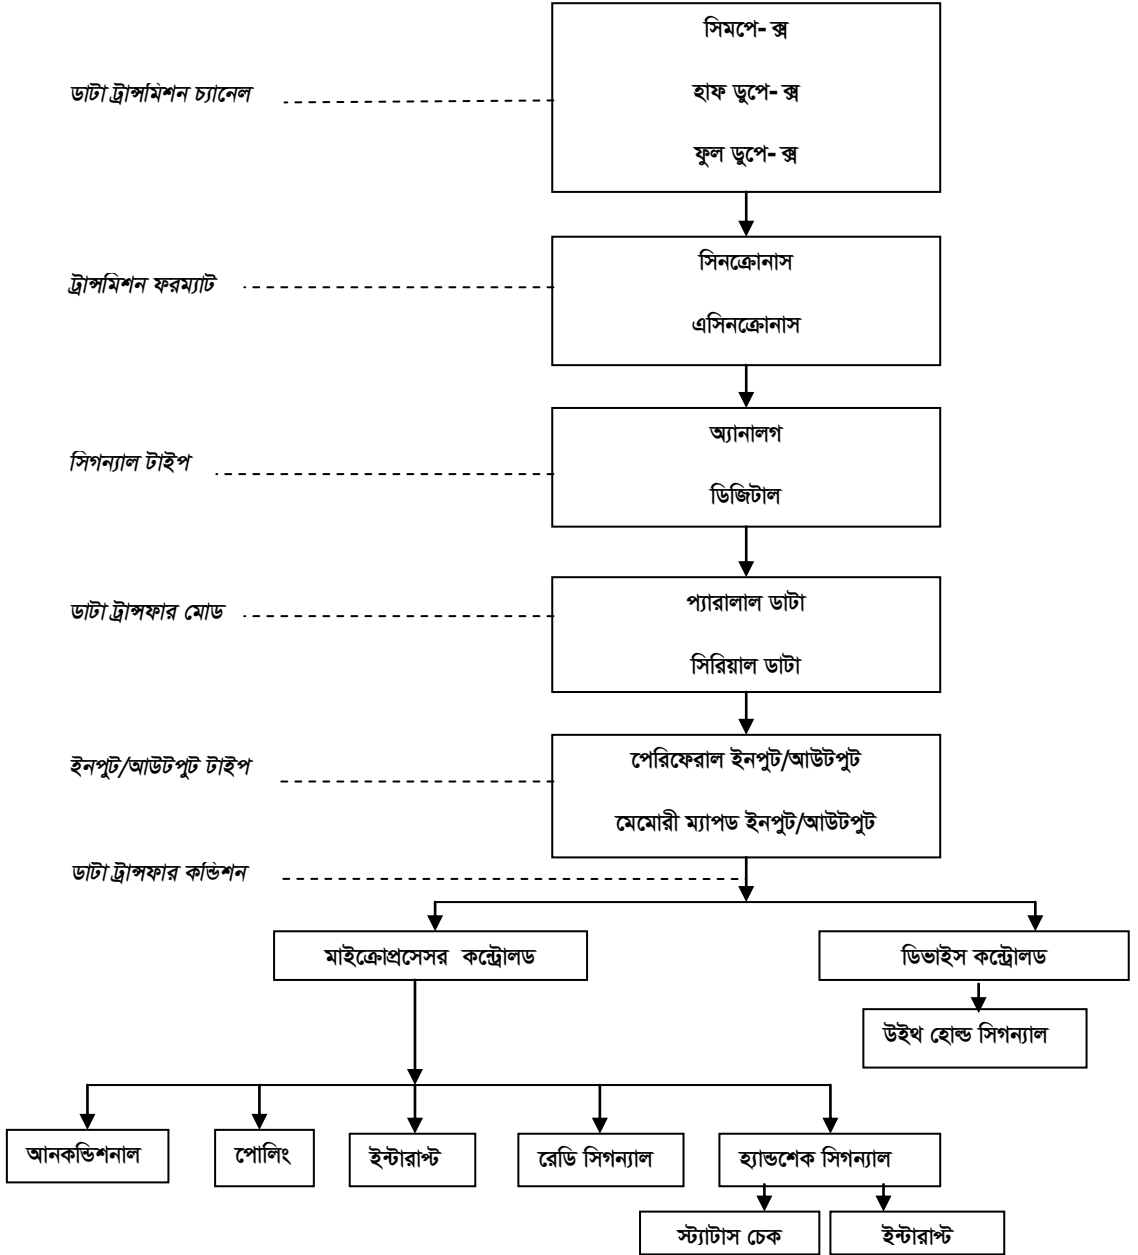 সিমপে- ক্স
ডাটা ট্রান্সমিশন চ্যানেল
হাফ ডুপে- ক্স
ফুল ডুপে- ক্স
সিনক্রোনাস
ট্রান্সমিশন ফরম্যাট
এসিনক্রোনাস
অ্যানালগ
সিগন্যাল টাইপ
ডিজিটাল
প্যারালাল ডাটা
ডাটা ট্রান্সফার মোড
সিরিয়াল ডাটা
পেরিফেরাল ইনপুট/আউটপুট
ইনপুট/আউটপুট টাইপ
মেমোরী ম্যাপড ইনপুট/আউটপুট
ডাটা ট্রান্সফার কন্ডিশন
মাইক্রোপ্রসেসর কন্ট্রোলড
ডিভাইস কন্ট্রোলড
উইথ হোল্ড সিগন্যাল
আনকন্ডিশনাল
পোলিং
ইন্টারাপ্ট
রেডি সিগন্যাল
হ্যান্ডশেক সিগন্যাল
স্ট্যাটাস চেক
ইন্টারাপ্ট